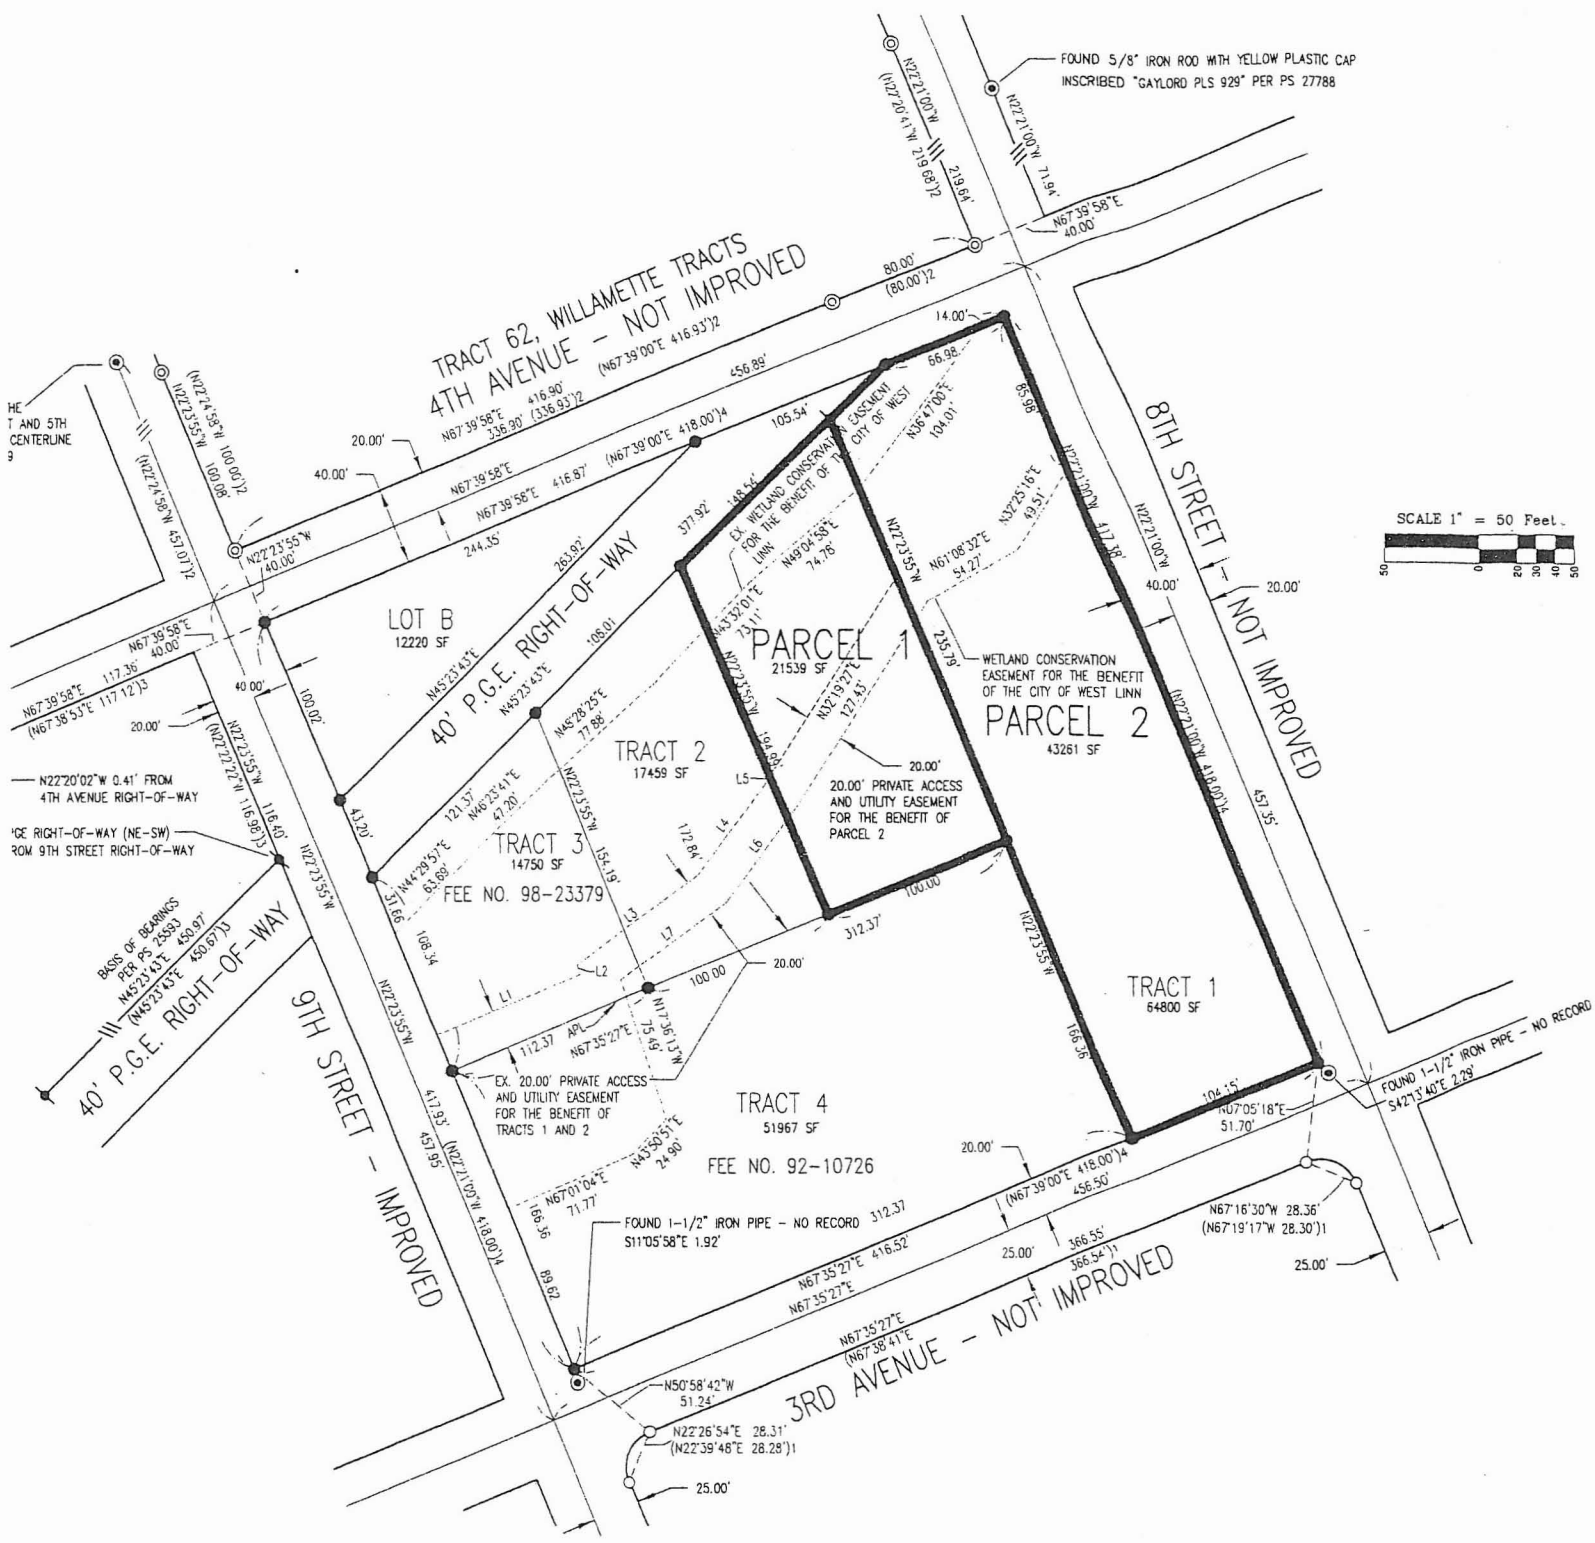 FOUND 5/8" IRON ROD WITH YELLOW PLASTIC CAP
INSCRIBED "GAYLORD PLS 929" PER PS 27788
N22°21'00"W
219.64'
(N22°20'41"W 219.68')2
N22°21'00"W 71.94'
N67°39'58"E
40.00'
TRACT 62, WILLAMETTE TRACTS
4TH AVENUE - NOT IMPROVED
80.00'
(80.00')2
N67°39'58"E 416.90' (N67°39'00"E 416.93')2
336.90' (336.93')2
456.89'
20.00'
40.00'
N67°39'58"E
(N67°39'00"E 418.00')4
N67°39'58"E 416.87'
244.35'
105.54'
14.00'
66.98
HE
T AND 5TH
CENTERLINE
9
(N22°24'58"W 100.00')2
N22°23'55"W 100.08'
(N22°24'58"W 457.07')2
N22°23'55"W
40.00'
N67°39'58"E
40.00'
N67°39'58"E 117.36'
(N67°38'53"E 117.12')3
20.00'
40.00'
LOT B
12220 SF
263.92'
N45°23'43"E
40' P.G.E. RIGHT-OF-WAY
377.92'
148.54'
108.01
N45°23'43"E
121.37'
EX. WETLAND CONSERVATION EASEMENT
FOR THE BENEFIT OF THE CITY OF WEST
LINN
N36°47'00"E
104.01'
N49°04'58"E
74.78'
N43°32'01"E
73.11'
N45°28'25"E
77.88'
N46°23'41"E
47.20'
N44°29'57"E
63.69'
85.98'
N22°21'00"W 417.38'
N32°25'16"E
49.51'
N61°08'32"E
54.27'
N22°23'55"W
235.79'
N22°21'00"W
40.00'
20.00'
8TH STREET - NOT IMPROVED
SCALE 1" = 50 Feet.
50 0 20 30 40 50
PARCEL 1
21539 SF
N32°19'27"E
127.43'
WETLAND CONSERVATION
EASEMENT FOR THE BENEFIT
OF THE CITY OF WEST LINN
PARCEL 2
43261 SF
(N22°21'00"W 418.00')4
457.35'
20.00'
20.00' PRIVATE ACCESS
AND UTILITY EASEMENT
FOR THE BENEFIT OF
PARCEL 2
N22°23'55"W 194.99'
TRACT 2
17459 SF
L5
L4
L6
172.84'
N22°23'55"W 154.19'
TRACT 3
14750 SF
FEE NO. 98-23379
L3
L7
L2
L1
100.02'
43.20'
31.66
108.34
N22°20'02"W 0.41' FROM
4TH AVENUE RIGHT-OF-WAY
'GE RIGHT-OF-WAY (NE-SW)
ROM 9TH STREET RIGHT-OF-WAY
N22°23'55"W 116.40'
(N22°22'22"W 116.98')3
N22°23'55"W
BASIS OF BEARINGS
PER PS 25593
N45°23'43"E 450.97'
(N45°23'43"E 450.67')3
40' P.G.E. RIGHT-OF-WAY
9TH STREET - IMPROVED
N22°23'55"W
417.93' (N22°21'00"W 418.00')4
457.95'
100.00
312.37'
100.00
20.00'
APL
112.37
N67°35'27"E
N17°36'13"W
75.49'
EX. 20.00' PRIVATE ACCESS
AND UTILITY EASEMENT
FOR THE BENEFIT OF
TRACTS 1 AND 2
N22°23'55"W
166.36
TRACT 1
64800 SF
TRACT 4
51967 SF
FEE NO. 92-10726
N43°50'51"E
24.90'
N67°01'04"E
71.77'
166.36
89.62
FOUND 1-1/2" IRON PIPE - NO RECORD
S11°05'58"E 1.92'
312.37
20.00'
(N67°39'00"E 418.00')4
456.50'
104.15'
N07°05'18"E
51.70'
FOUND 1-1/2" IRON PIPE - NO RECORD
S42°13'40"E 2.29'
N67°35'27"E 416.52'
N67°35'27"E
25.00'
366.55'
366.54')1
N67°35'27"E
(N67°38'41"E
3RD AVENUE - NOT IMPROVED
N67°16'30"W 28.36'
(N67°19'17"W 28.30')1
25.00'
N50°58'42"W
51.24'
N22°26'54"E 28.31'
(N22°39'48"E 28.28')1
25.00'